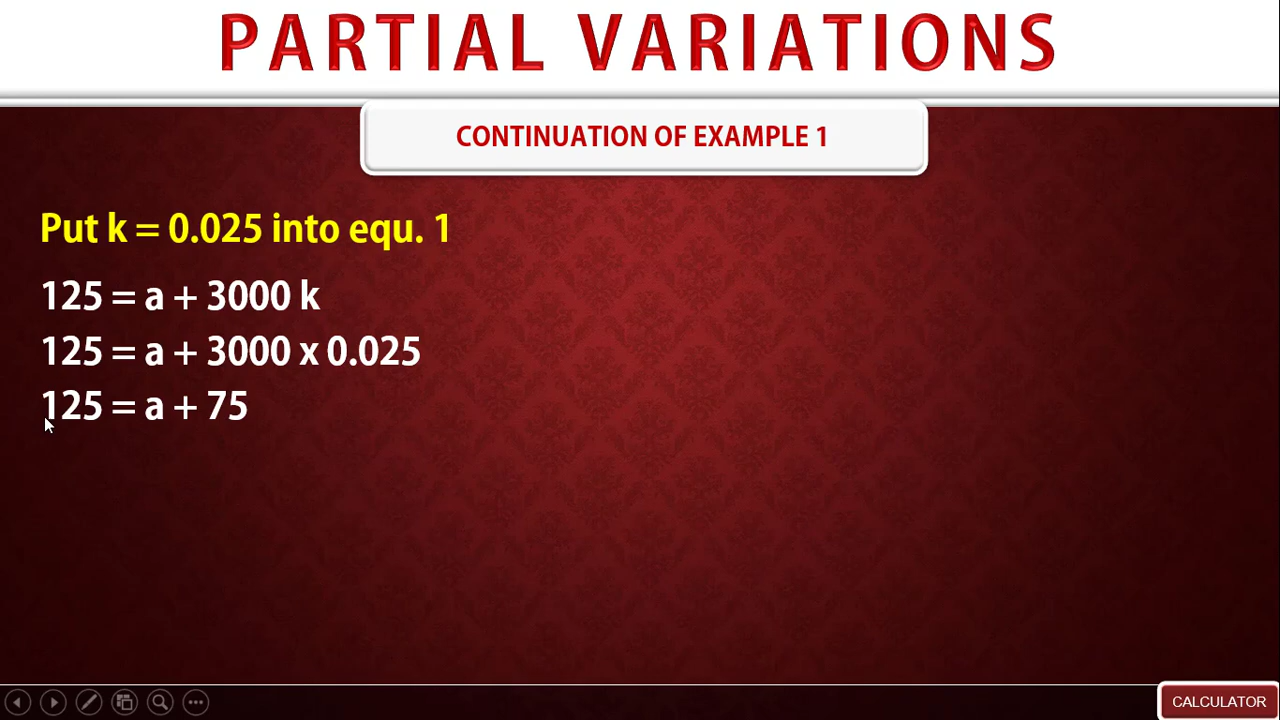 PARTIAL VARIATIONS
CONTINUATION OF EXAMPLE 1
Put k = 0.025 into equ. 1
125 = a + 3000 k
125 = a + 3000 x 0.025
125 = a + 75
CALCULATOR